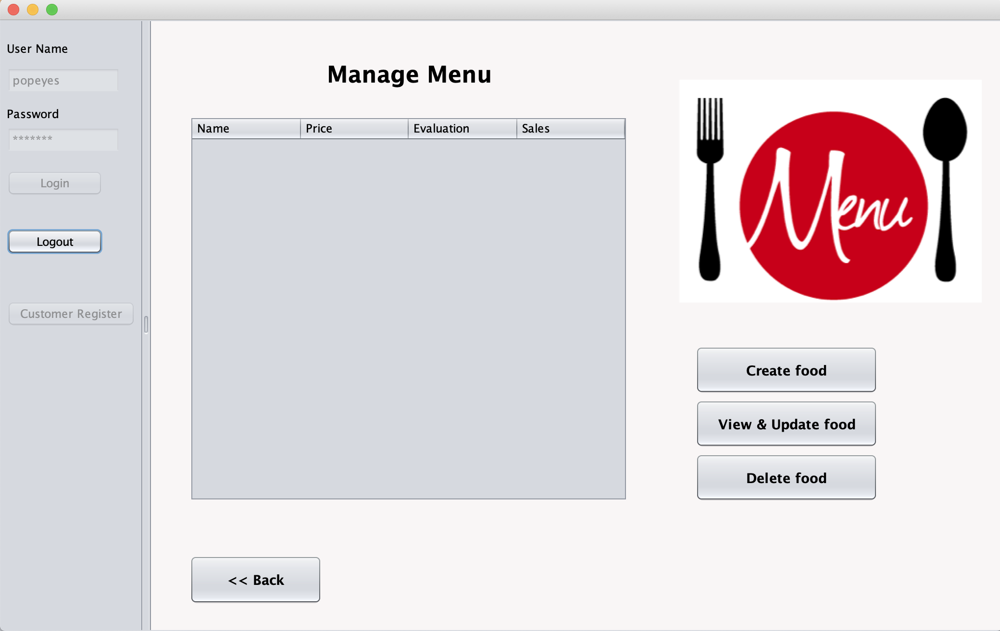 User Name
popeyes
Password
*******
Login
Logout
Customer Register
Manage Menu
Name Price Evaluation Sales
Menu
Create food
View & Update food
Delete food
<< Back